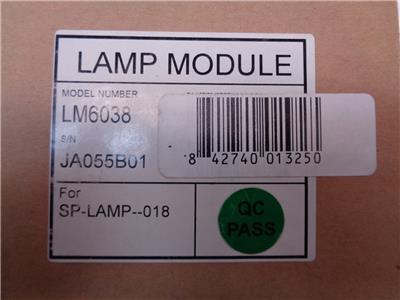 LAMP MODULE
MODEL NUMBER
LM6038
S/N
JA055B01
8 42740 013250
For
SP-LAMP--018
QC
PASS